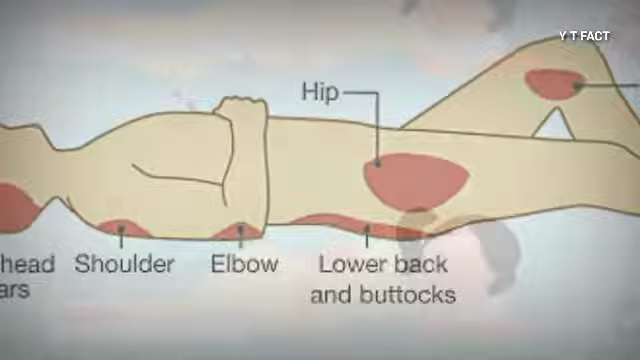 Y T FACT
Hip
head
ars
Shoulder
Elbow
Lower back
and buttocks